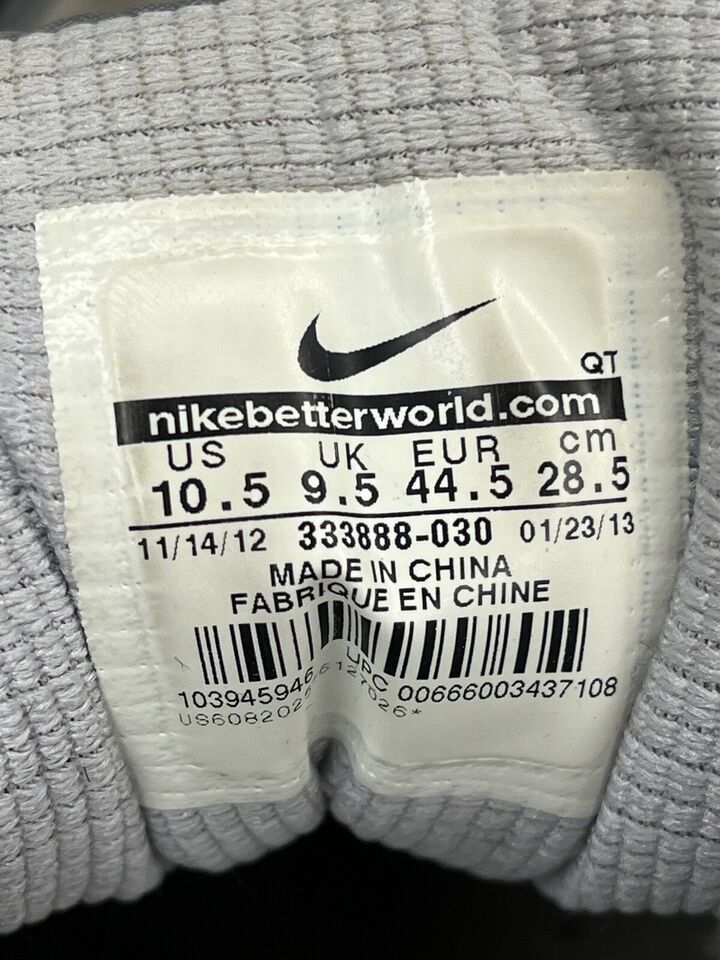 QT
nikebetterworld.com
US UK EUR cm
10.5 9.5 44.5 28.5
11/14/12 333888-030 01/23/13
MADE IN CHINA
FABRIQUE EN CHINE
UPC 00666003437108